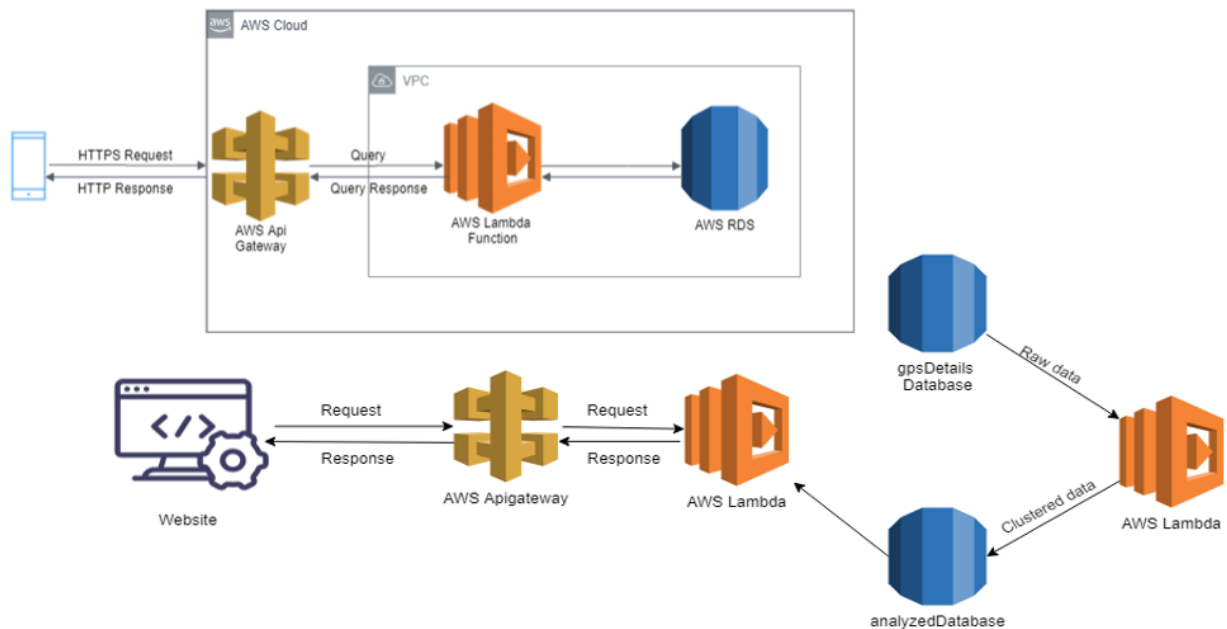 aws
AWS Cloud
VPC
HTTPS Request
HTTP Response
Query
Query Response
AWS Api
Gateway
AWS Lambda
Function
AWS RDS
gpsDetails
Database
Raw data
Request
Response
Request
Response
Website
AWS Apigateway
AWS Lambda
Clustered data
AWS Lambda
analyzedDatabase